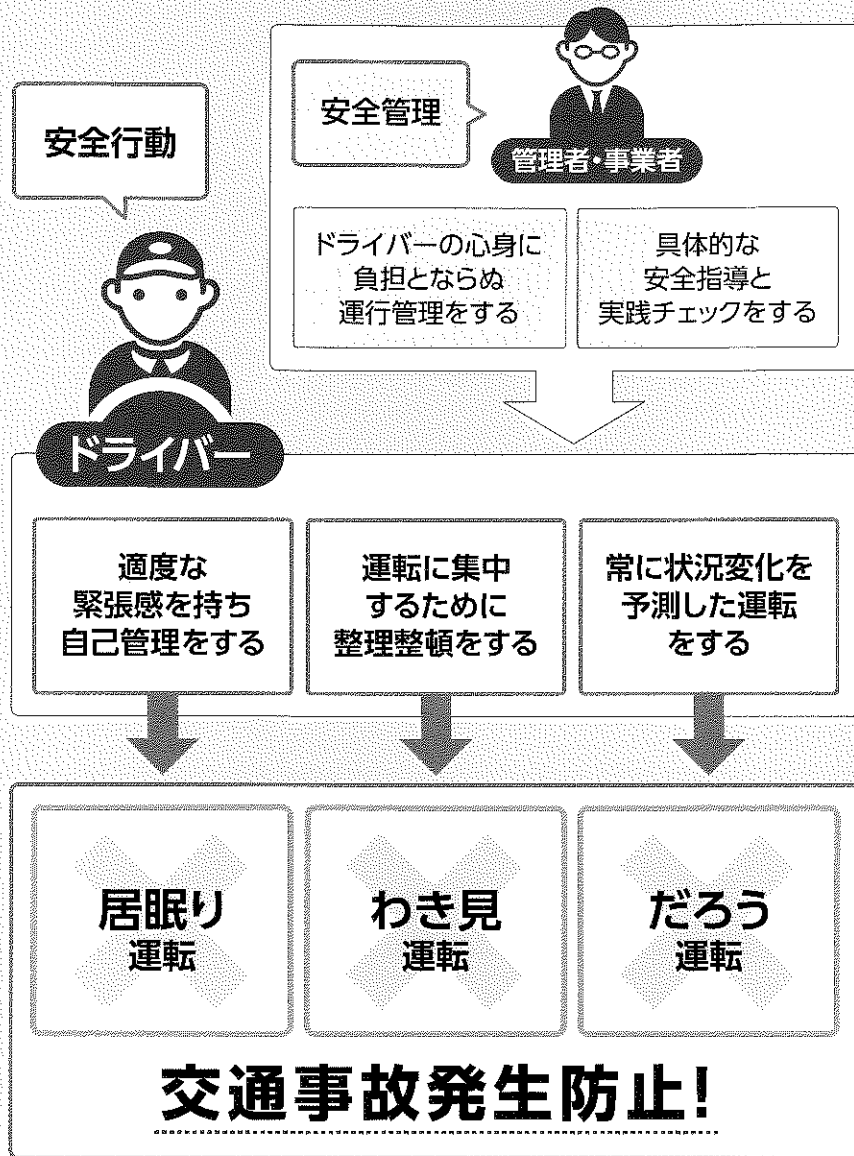 安全管理
管理者・事業者
安全行動
ドライバーの心身に
負担とならぬ
運行管理をする
具体的な
安全指導と
実践チェックをする
ドライバー
適度な
緊張感を持ち
自己管理をする
運転に集中
するために
整理整頓をする
常に状況変化を
予測した運転
をする
居眠り
運転
わき見
運転
だろう
運転
交通事故発生防止!